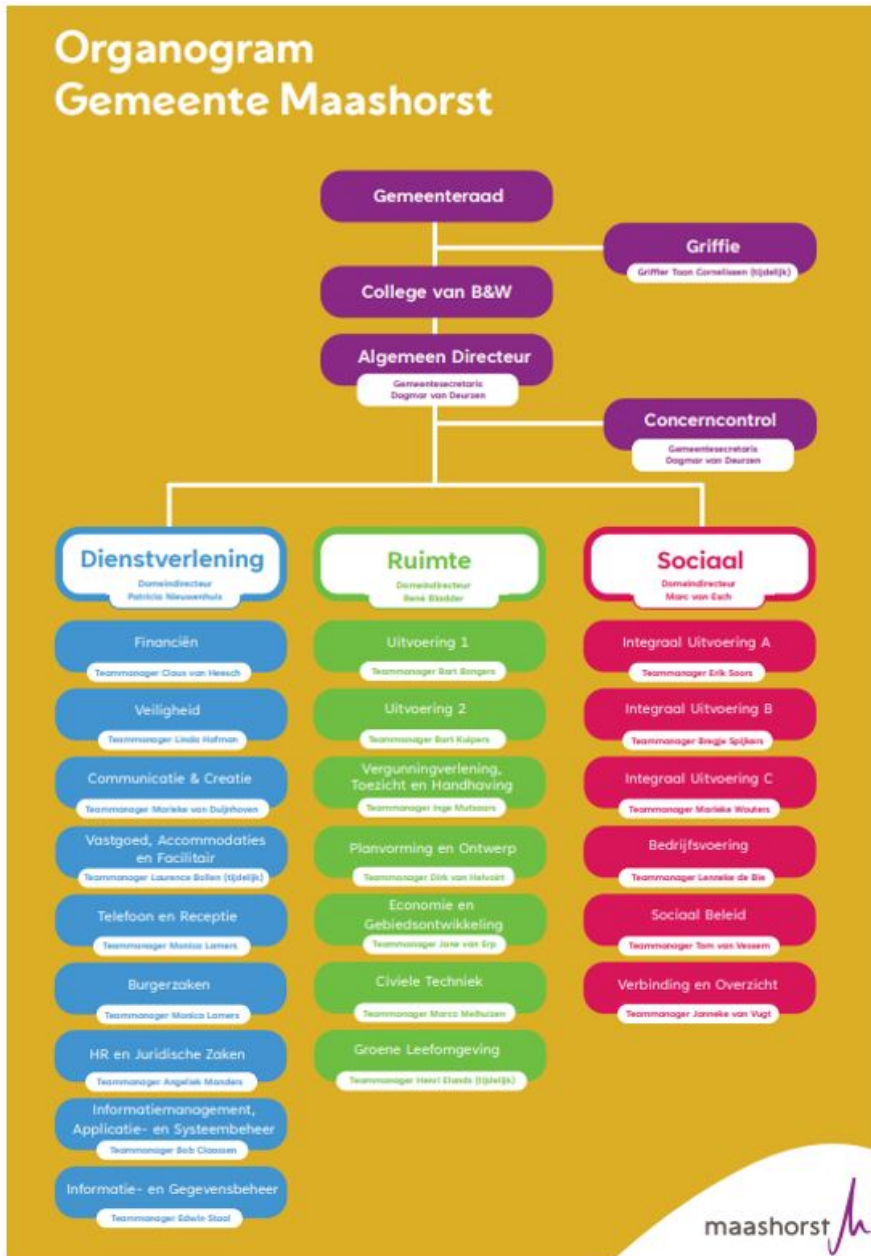 Organogram
Gemeente Maashorst
Gemeenteraad
Griffie
Griffier Toon Cornelissen (tijdelijk)
College van B&W
Algemeen Directeur
Gemeentesecretaris
Dagmar van Deurzen
Concerncontrol
Gemeentesecretaris
Dagmar van Deurzen
Dienstverlening
Domeindirecteur
Patricia Nieuwenhuis
Financiën
Teammanager Claus van Heesch
Veiligheid
Teammanager Linda Hofman
Communicatie & Creatie
Teammanager Marieke van Duijnhoven
Vastgoed, Accommodaties
en Facilitair
Teammanager Laurence Bollen (tijdelijk)
Telefoon en Receptie
Teammanager Monica Lamers
Burgerzaken
Teammanager Monica Lamers
HR en Juridische Zaken
Teammanager Angeliek Manders
Informatiemanagement,
Applicatie- en Systeembeheer
Teammanager Bob Claassen
Informatie- en Gegevensbeheer
Teammanager Edwin Staal
Ruimte
Domeindirecteur
René Bladder
Uitvoering 1
Teammanager Bart Bongers
Uitvoering 2
Teammanager Bart Kuipers
Vergunningverlening,
Toezicht en Handhaving
Teammanager Inge Mutsaars
Planvorming en Ontwerp
Teammanager Dirk van Helvoirt
Economie en
Gebiedsontwikkeling
Teammanager Jane van Erp
Civiele Techniek
Teammanager Marco Melhuizen
Groene Leefomgeving
Teammanager Henri Elands (tijdelijk)
Sociaal
Domeindirecteur
Marc van Esch
Integraal Uitvoering A
Teammanager Erik Soors
Integraal Uitvoering B
Teammanager Bregje Spijkers
Integraal Uitvoering C
Teammanager Marieke Wouters
Bedrijfsvoering
Teammanager Lenneke de Bie
Sociaal Beleid
Teammanager Tom van Vessem
Verbinding en Overzicht
Teammanager Janneke van Vugt
maashorst